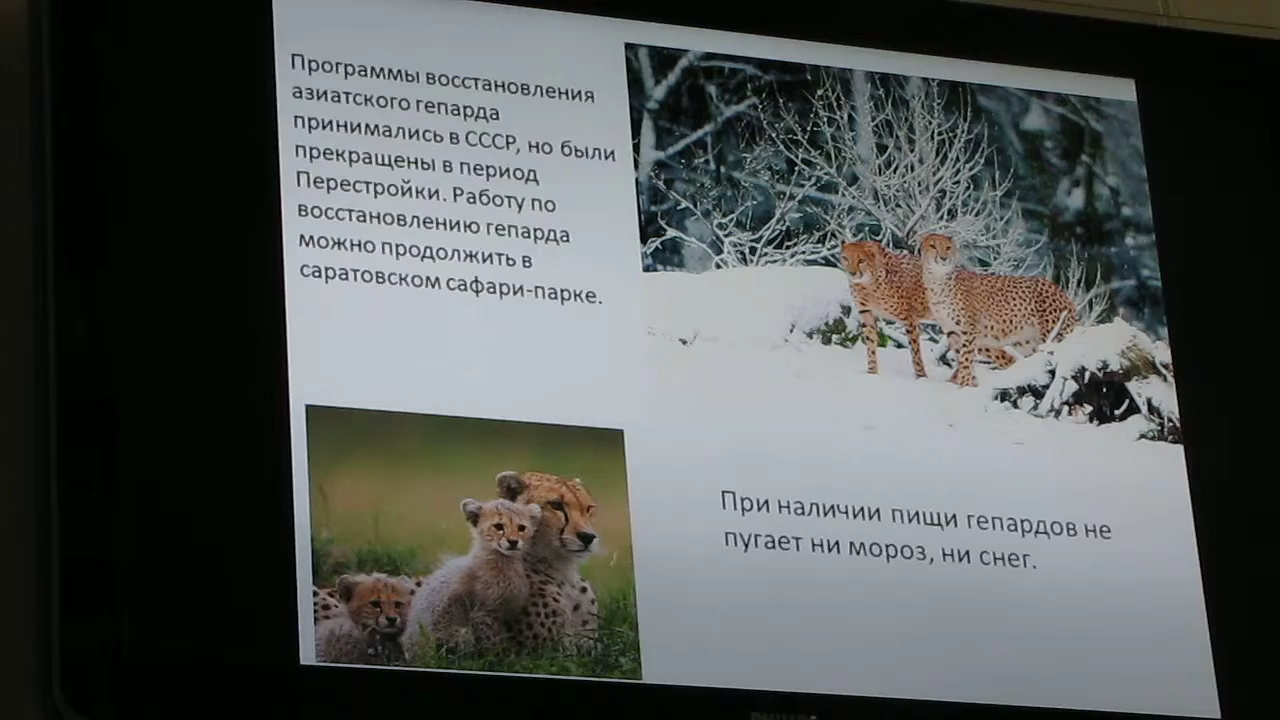 Программы восстановления
азиатского гепарда
принимались в СССР, но были
прекращены в период
Перестройки. Работу по
восстановлению гепарда
можно продолжить в
саратовском сафари-парке.
При наличии пищи гепардов не
пугает ни мороз, ни снег.